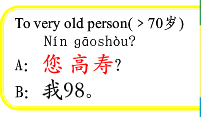 To very old person(>70岁)
Nín gāoshòu?
A: 您 高 寿?
B: 我98。